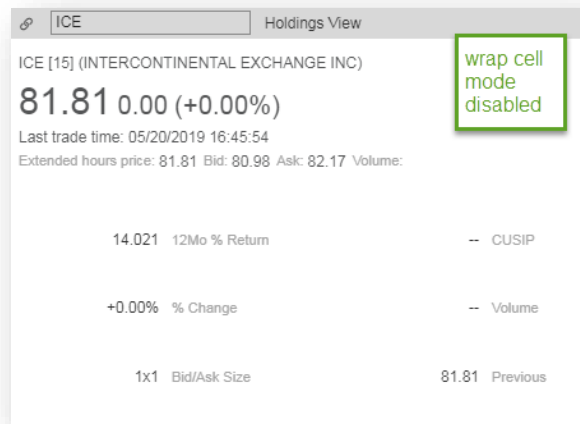 ICE Holdings View
ICE [15] (INTERCONTINENTAL EXCHANGE INC)
wrap cell
mode
disabled
81.81 0.00 (+0.00%)
Last trade time: 05/20/2019 16:45:54
Extended hours price: 81.81 Bid: 80.98 Ask: 82.17 Volume:
14.021 12Mo % Return -- CUSIP
+0.00% % Change -- Volume
1x1 Bid/Ask Size 81.81 Previous